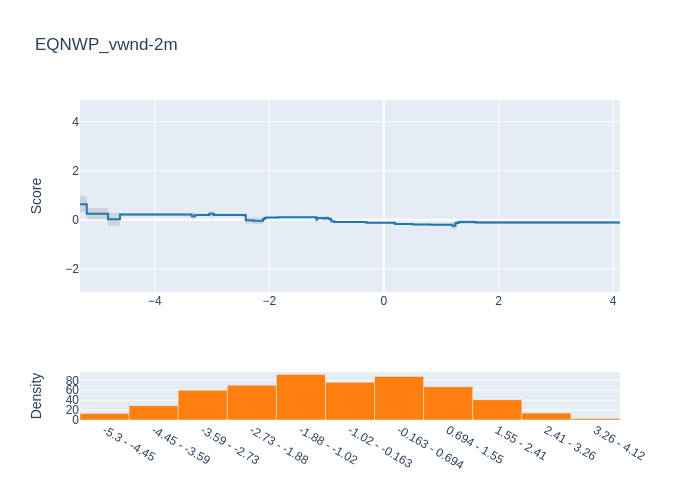 EQNWP_vwnd-2m
Score
4
2
0
−2
−4
−2
0
2
4
Density
80
60
40
20
0
-5.3 - -4.45
-4.45 - -3.59
-3.59 - -2.73
-2.73 - -1.88
-1.88 - -1.02
-1.02 - -0.163
-0.163 - 0.694
0.694 - 1.55
1.55 - 2.41
2.41 - 3.26
3.26 - 4.12